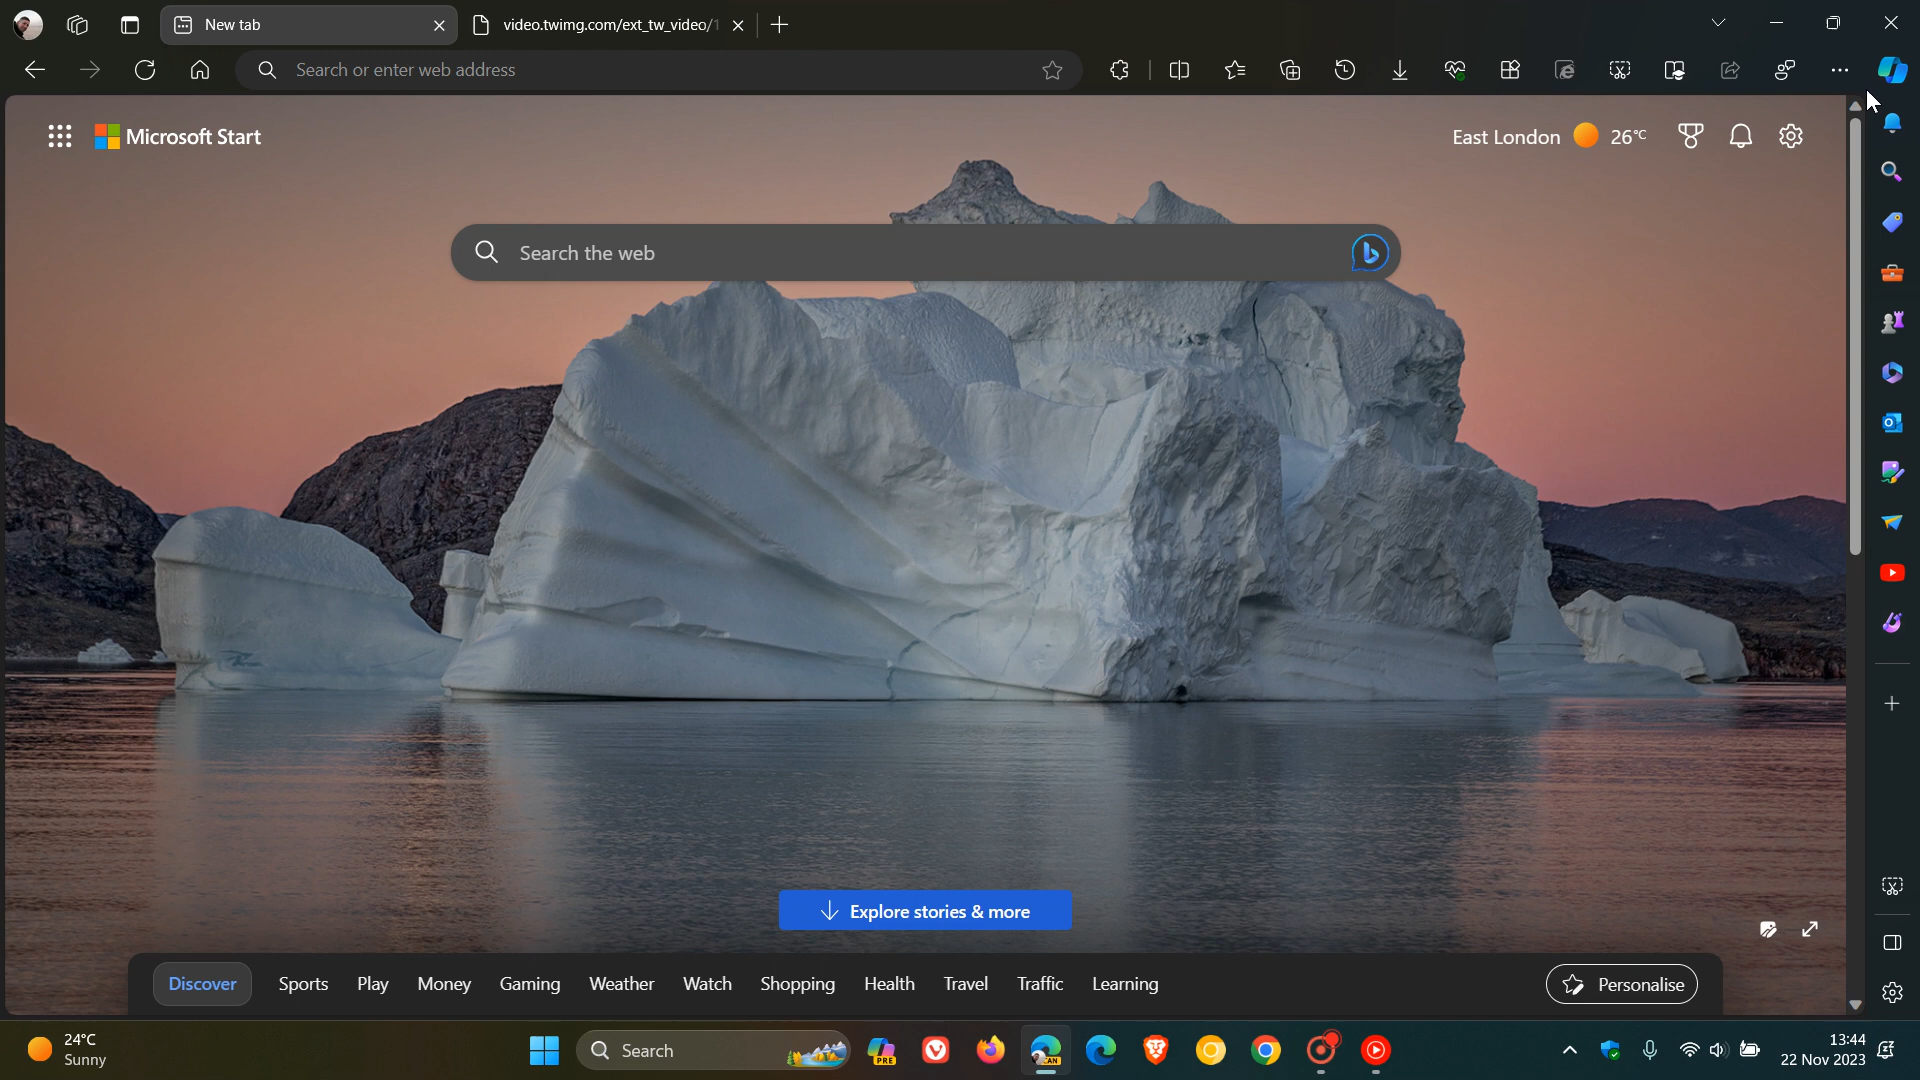 New tab
video.twimg.com/ext_tw_video/1
Search or enter web address
Microsoft Start
East London 26°C
Search the web
Explore stories & more
Discover Sports Play Money Gaming Weather Watch Shopping Health Travel Traffic Learning Personalise
24°C
Sunny
Search
PRE
CAN
13:44
22 Nov 2023